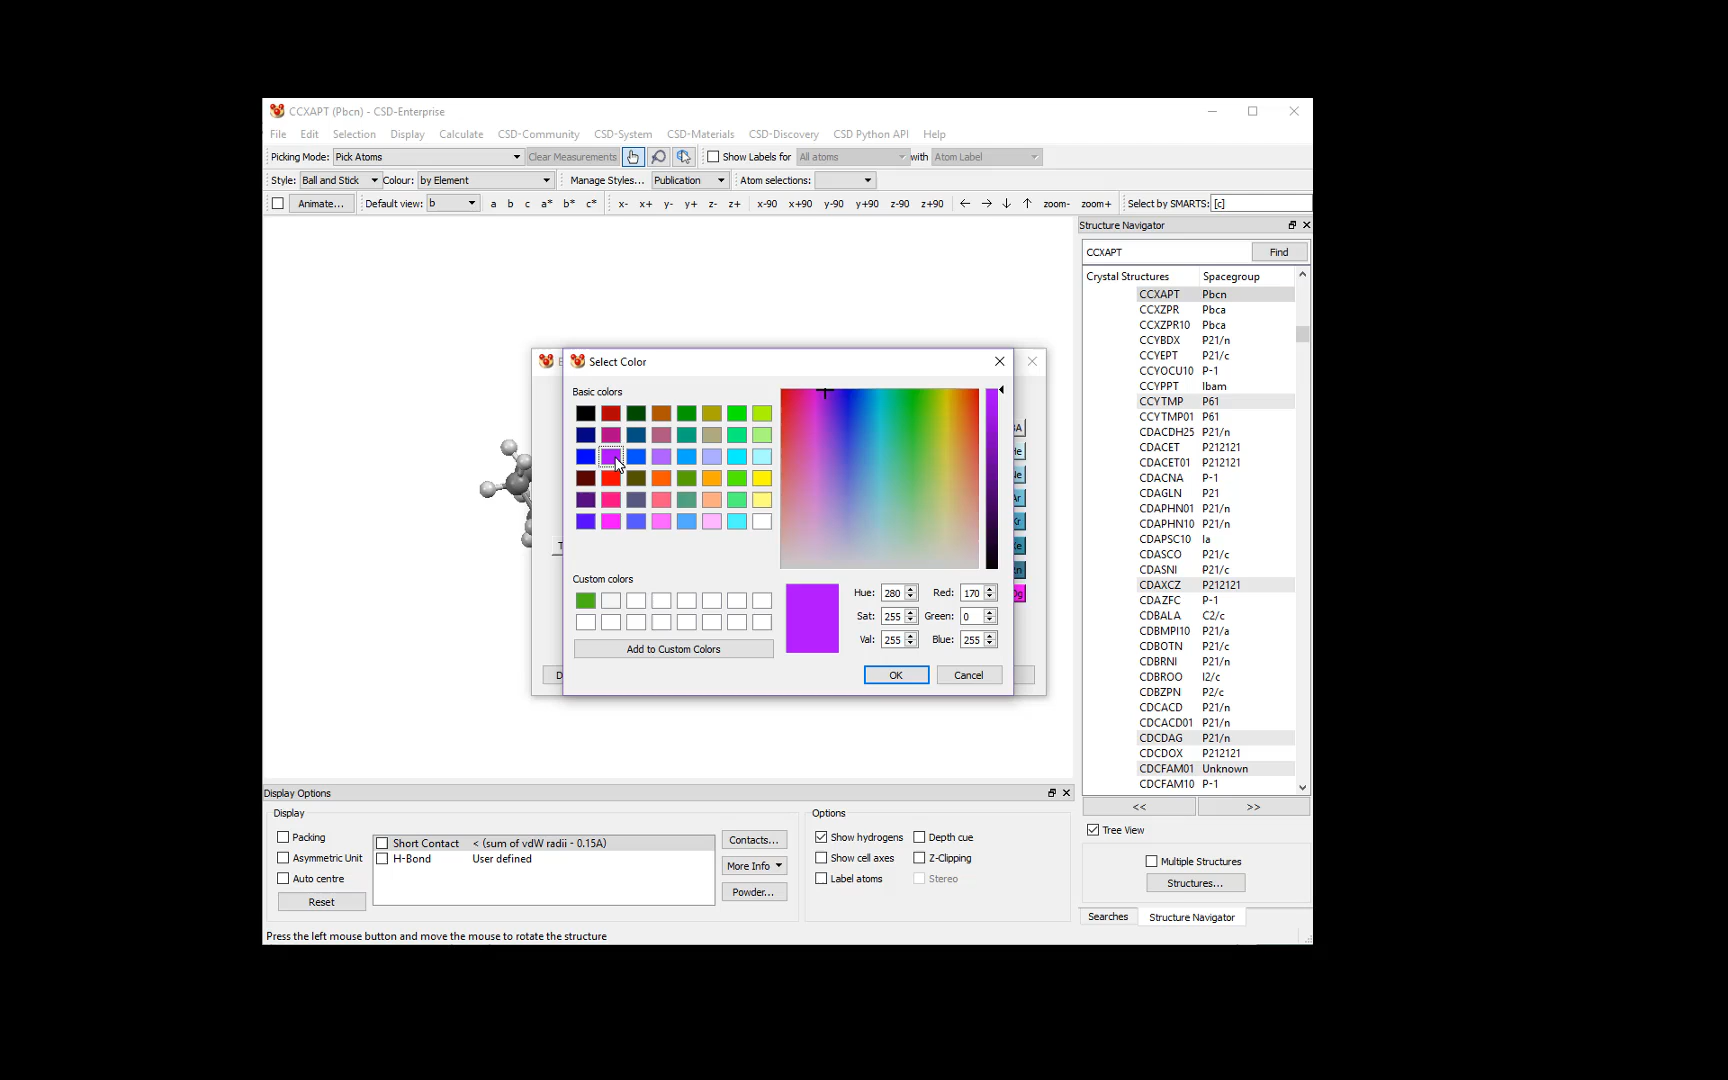 CCXAPT (Pbcn) - CSD-Enterprise
File Edit Selection Display Calculate CSD-Community CSD-System CSD-Materials CSD-Discovery CSD Python API Help
Picking Mode: Pick Atoms Clear Measurements Show Labels for All atoms with Atom Label
Style: Ball and Stick Colour: by Element Manage Styles... Publication Atom selections:
Animate... Default view: b a b c a* b* c* x- x+ y- y+ z- z+ x-90 x+90 y-90 y+90 z-90 z+90 zoom- zoom+ Select by SMARTS: [c]
Structure Navigator
CCXAPT Find
Crystal Structures Spacegroup
CCXAPT Pbcn
CCXZPR Pbca
CCXZPR10 Pbca
CCYBDX P21/n
CCYEPT P21/c
CCYOCU10 P-1
CCYPPT Ibam
CCYTMP P61
CCYTMP01 P61
CDACDH25 P21/n
CDACET P212121
CDACET01 P212121
CDACNA P-1
CDAGLN P21
CDAPHN01 P21/n
CDAPHN10 P21/n
CDAPSC10 Ia
CDASCO P21/c
CDASNI P21/c
CDAXCZ P212121
CDAZFC P-1
CDBALA C2/c
CDBMPI10 P21/a
CDBOTN P21/c
CDBRNI P21/n
CDBROO I2/c
CDBZPN P2/c
CDCACD P21/n
CDCACD01 P21/n
CDCDAG P21/n
CDCDOX P212121
CDCFAM01 Unknown
CDCFAM10 P-1
<< >>
Tree View
Multiple Structures
Structures...
Searches Structure Navigator
Select Color
Basic colors
Custom colors
Add to Custom Colors
Hue: 280 Red: 170
Sat: 255 Green: 0
Val: 255 Blue: 255
OK Cancel
Display Options
Display
Packing
Asymmetric Unit
Auto centre
Reset
Short Contact < (sum of vdW radii - 0.15A)
H-Bond User defined
Contacts...
More Info
Powder...
Options
Show hydrogens Depth cue
Show cell axes Z-Clipping
Label atoms Stereo
Press the left mouse button and move the mouse to rotate the structure